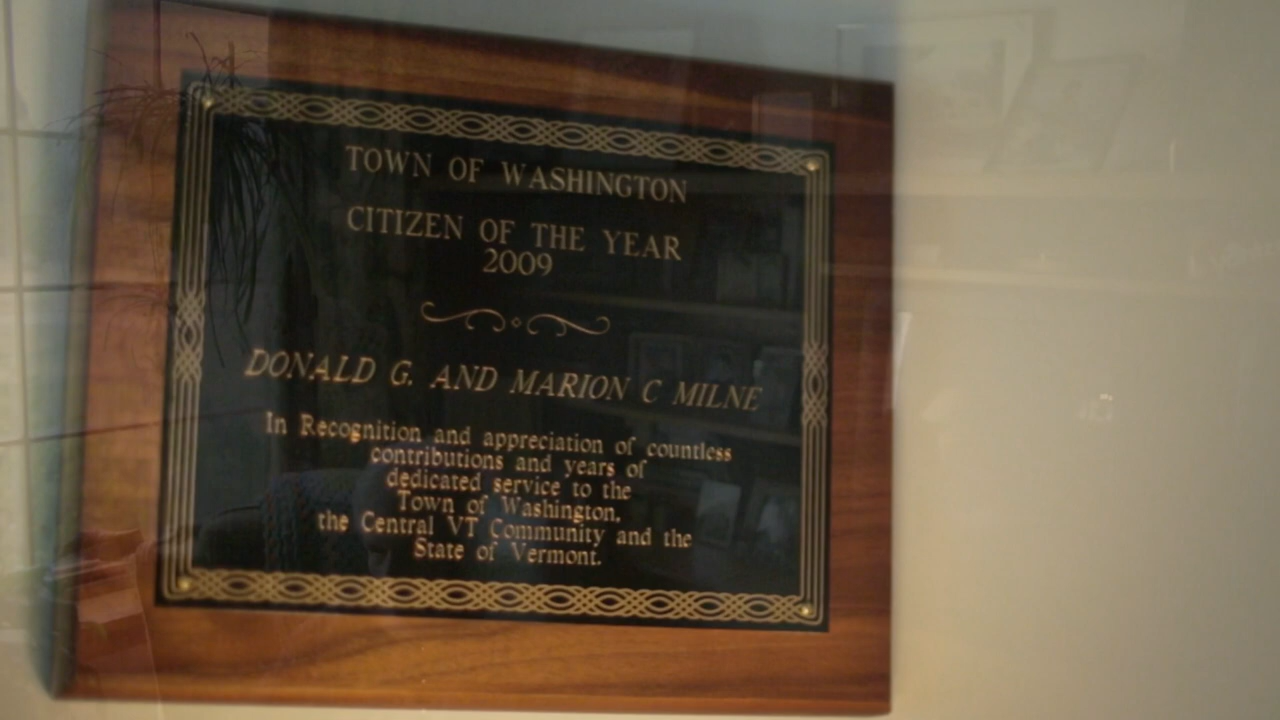 TOWN OF WASHINGTON
CITIZEN OF THE YEAR
2009
DONALD G. AND MARION C MILNE
In Recognition and appreciation of countless
contributions and years of
dedicated service to the
Town of Washington,
the Central VT Community and the
State of Vermont.